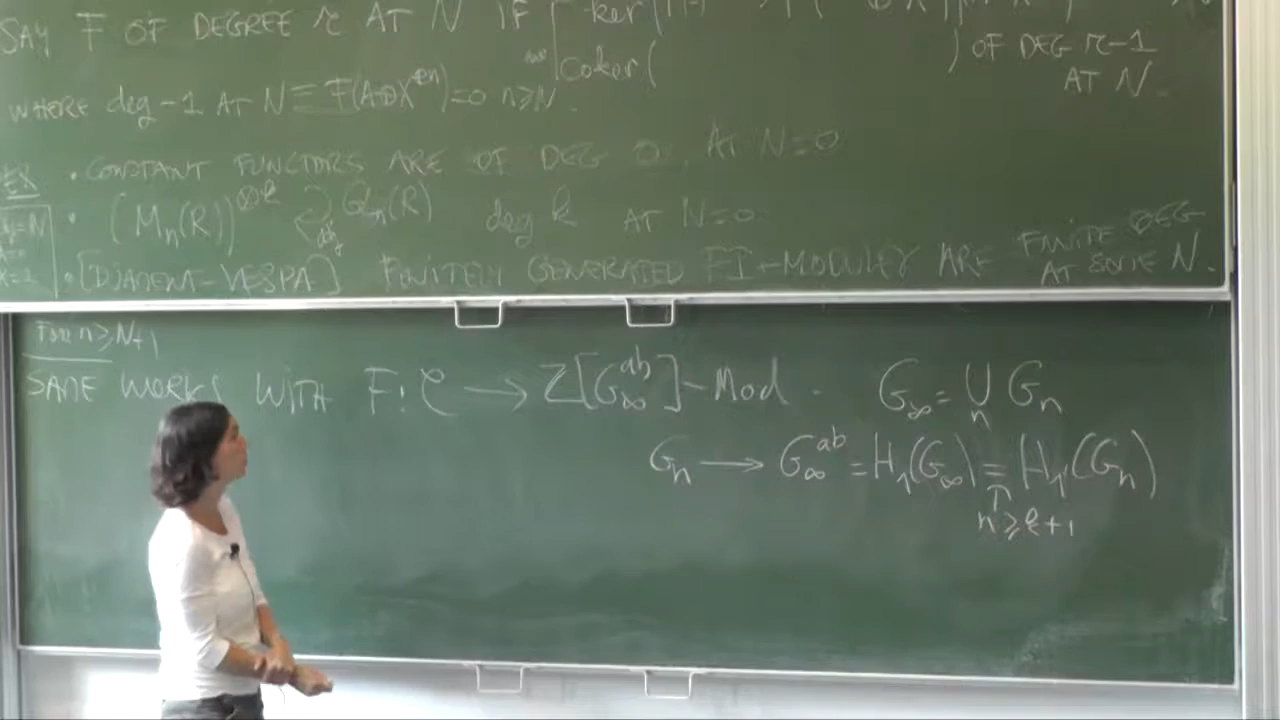 SAY F OF DEGREE r AT N IF ker(
coker( ) OF DEG r-1 AT N
WHERE deg -1 AT N ≡ F(A⊕X^{⊕n})=0 n≥N.
EX • CONSTANT FUNCTORS ARE OF DEG 0, AT N=0
• (M_n(R))^{⊗k} GL_n(R) adj deg k AT N=0
• [DJAMENT-VESPA] FINITELY GENERATED FI-MODULES ARE FINITE DEG AT SOME N.
For n≥N+1
SAME WORKS WITH F: C → Z[G_∞^{ab}]-Mod. G_∞ = ∪_n G_n
G_n → G_∞^{ab} = H_1(G_∞) = H_1(G_n)
n≥k+1